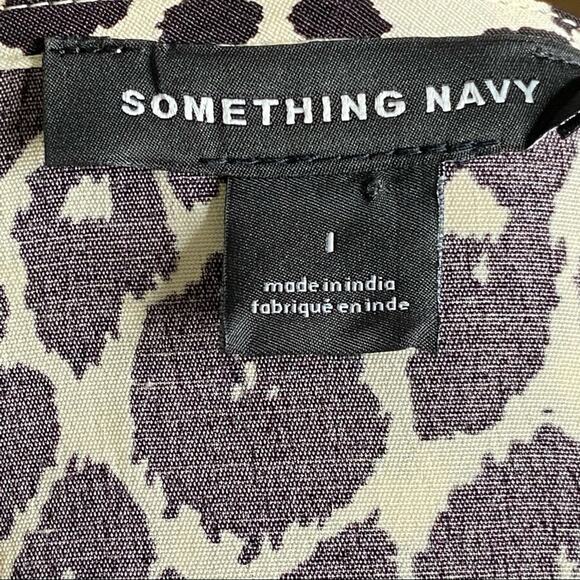 SOMETHING NAVY
1
made in india
fabriqué en inde